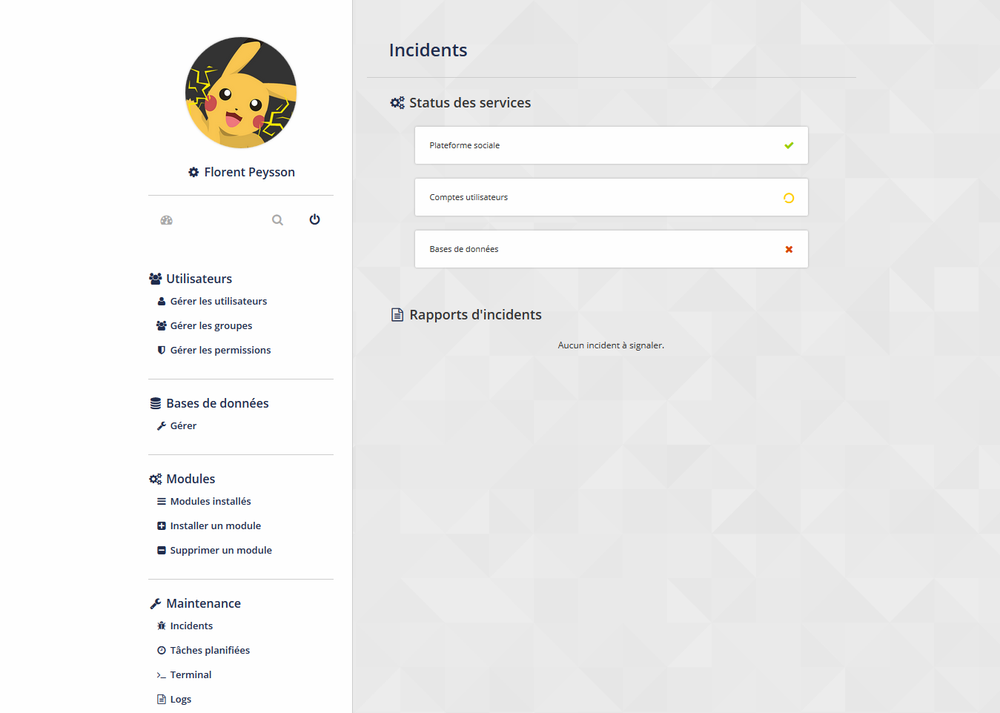 Florent Peysson
Utilisateurs
Gérer les utilisateurs
Gérer les groupes
Gérer les permissions
Bases de données
Gérer
Modules
Modules installés
Installer un module
Supprimer un module
Maintenance
Incidents
Tâches planifiées
Terminal
Logs
Incidents
Status des services
Plateforme sociale
Comptes utilisateurs
Bases de données
Rapports d'incidents
Aucun incident à signaler.